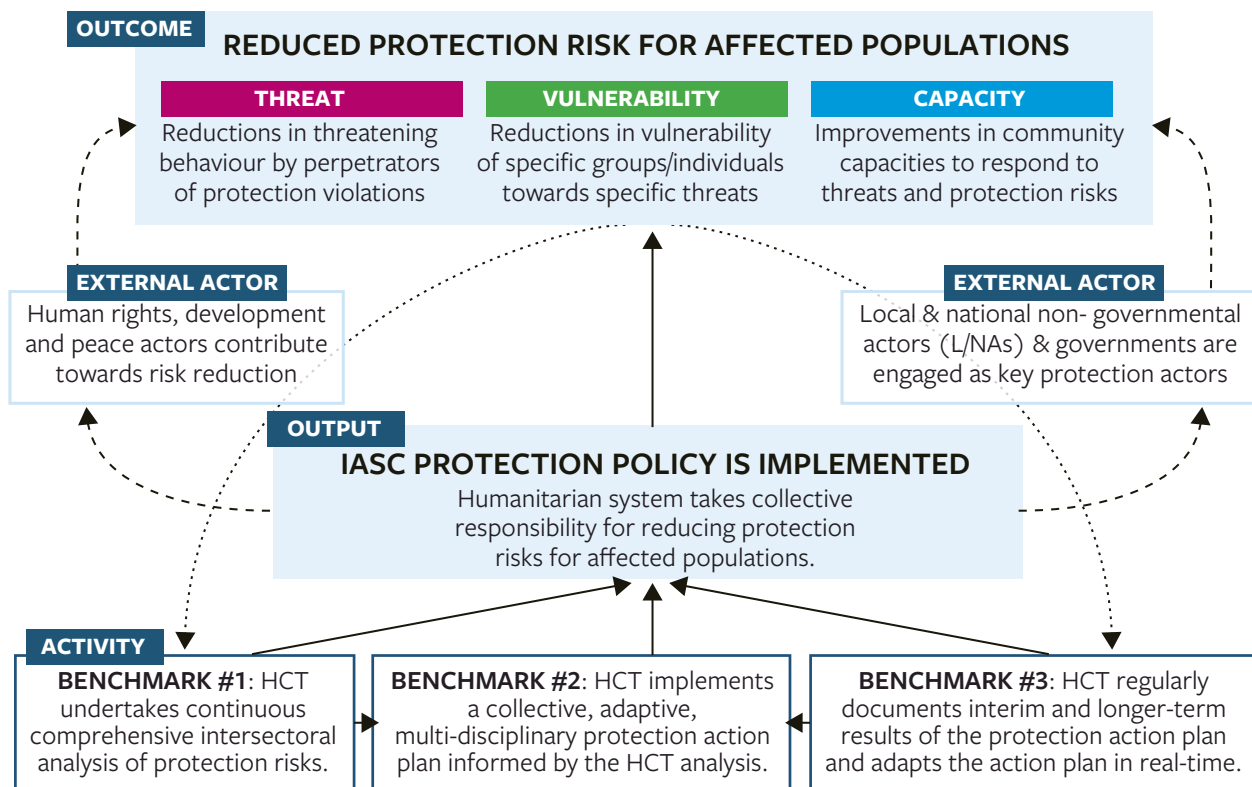 OUTCOME
REDUCED PROTECTION RISK FOR AFFECTED POPULATIONS
THREAT
Reductions in threatening
behaviour by perpetrators
of protection violations
VULNERABILITY
Reductions in vulnerability
of specific groups/individuals
towards specific threats
CAPACITY
Improvements in community
capacities to respond to
threats and protection risks
EXTERNAL ACTOR
Human rights, development
and peace actors contribute
towards risk reduction
EXTERNAL ACTOR
Local & national non- governmental
actors (L/NAs) & governments are
engaged as key protection actors
OUTPUT
IASC PROTECTION POLICY IS IMPLEMENTED
Humanitarian system takes collective
responsibility for reducing protection
risks for affected populations.
ACTIVITY
BENCHMARK #1: HCT
undertakes continuous
comprehensive intersectoral
analysis of protection risks.
BENCHMARK #2: HCT implements
a collective, adaptive,
multi-disciplinary protection action
plan informed by the HCT analysis.
BENCHMARK #3: HCT regularly
documents interim and longer-term
results of the protection action plan
and adapts the action plan in real-time.